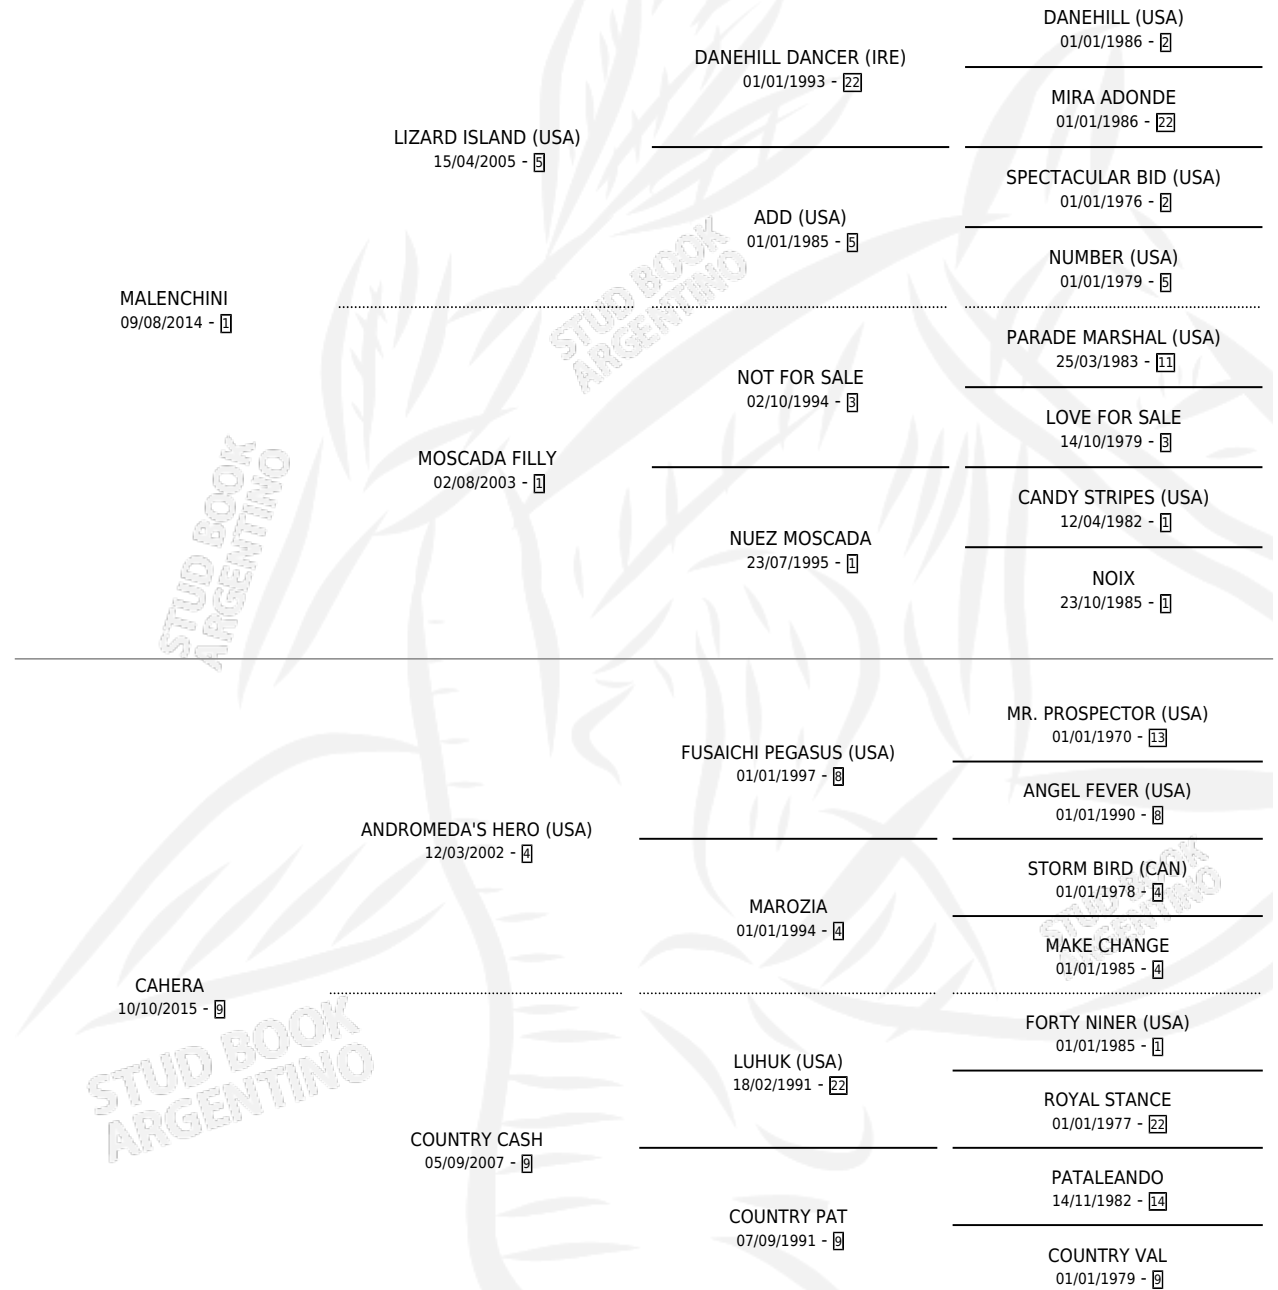 DANEHILL (USA)
01/01/1986 - 2
DANEHILL DANCER (IRE)
01/01/1993 - 22
MIRA ADONDE
01/01/1986 - 22
LIZARD ISLAND (USA)
15/04/2005 - 5
SPECTACULAR BID (USA)
01/01/1976 - 2
ADD (USA)
01/01/1985 - 5
NUMBER (USA)
01/01/1979 - 5
MALENCHINI
09/08/2014 - 1
PARADE MARSHAL (USA)
25/03/1983 - 11
NOT FOR SALE
02/10/1994 - 3
LOVE FOR SALE
14/10/1979 - 3
MOSCADA FILLY
02/08/2003 - 1
CANDY STRIPES (USA)
12/04/1982 - 1
NUEZ MOSCADA
23/07/1995 - 1
NOIX
23/10/1985 - 1
MR. PROSPECTOR (USA)
01/01/1970 - 13
FUSAICHI PEGASUS (USA)
01/01/1997 - 8
ANGEL FEVER (USA)
01/01/1990 - 8
ANDROMEDA'S HERO (USA)
12/03/2002 - 4
STORM BIRD (CAN)
01/01/1978 - 4
MAROZIA
01/01/1994 - 4
MAKE CHANGE
01/01/1985 - 4
CAHERA
10/10/2015 - 9
FORTY NINER (USA)
01/01/1985 - 1
LUHUK (USA)
18/02/1991 - 22
ROYAL STANCE
01/01/1977 - 22
COUNTRY CASH
05/09/2007 - 9
PATALEANDO
14/11/1982 - 14
COUNTRY PAT
07/09/1991 - 9
COUNTRY VAL
01/01/1979 - 9
STUD BOOK
ARGENTINO
STUD BOOK
ARGENTINO
STUD BOOK
ARGENTINO
STUD BOOK
ARGENTINO